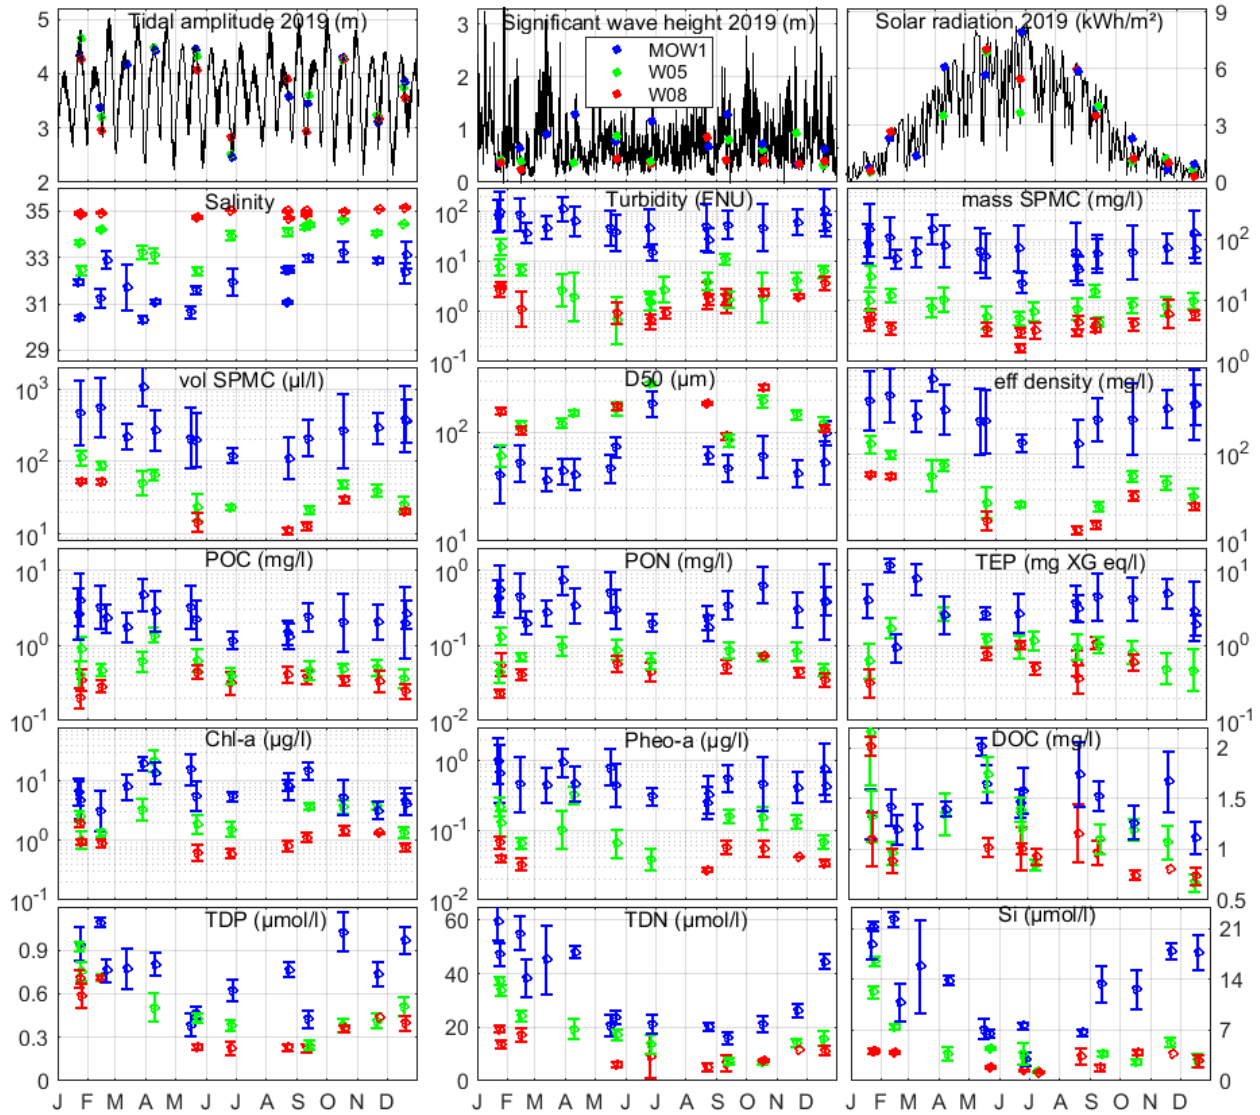 Tidal amplitude 2019 (m)
Significant wave height 2019 (m)
Solar radiation 2019 (kWh/m²)
5
4
3
2
3
2
1
0
9
6
3
0
MOW1
W05
W08
Salinity
Turbidity (FNU)
mass SPMC (mg/l)
35
33
31
29
10²
10¹
10⁰
10⁻¹
10²
10¹
10⁰
vol SPMC (µl/l)
D50 (µm)
eff density (mg/l)
10³
10²
10¹
10²
10¹
10²
10¹
POC (mg/l)
PON (mg/l)
TEP (mg XG eq/l)
10¹
10⁰
10⁻¹
10⁰
10⁻¹
10⁻²
10¹
10⁰
10⁻¹
Chl-a (µg/l)
Pheo-a (µg/l)
DOC (mg/l)
10¹
10⁰
10⁻¹
10⁰
10⁻¹
10⁻²
2
1.5
1
0.5
TDP (µmol/l)
TDN (µmol/l)
Si (µmol/l)
0.9
0.6
0.3
0
60
40
20
0
21
14
7
0
J F M A M J J A S O N D
J F M A M J J A S O N D
J F M A M J J A S O N D